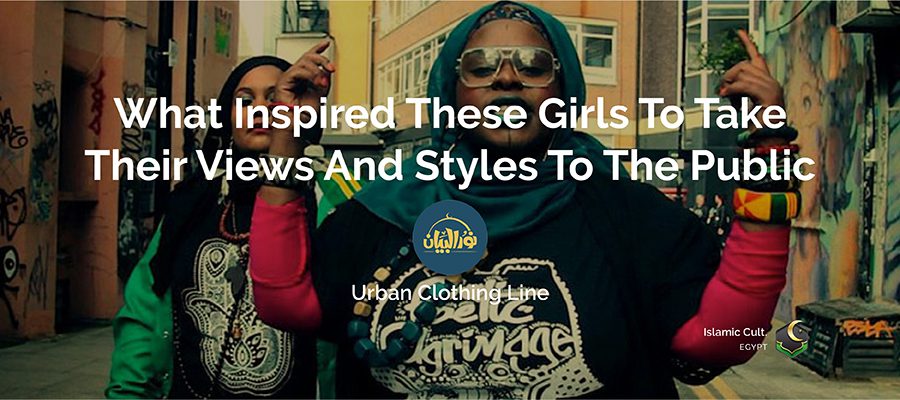 What Inspired These Girls To Take
Their Views And Styles To The Public
نور البيان
Urban Clothing Line
Islamic Cult.
EGYPT